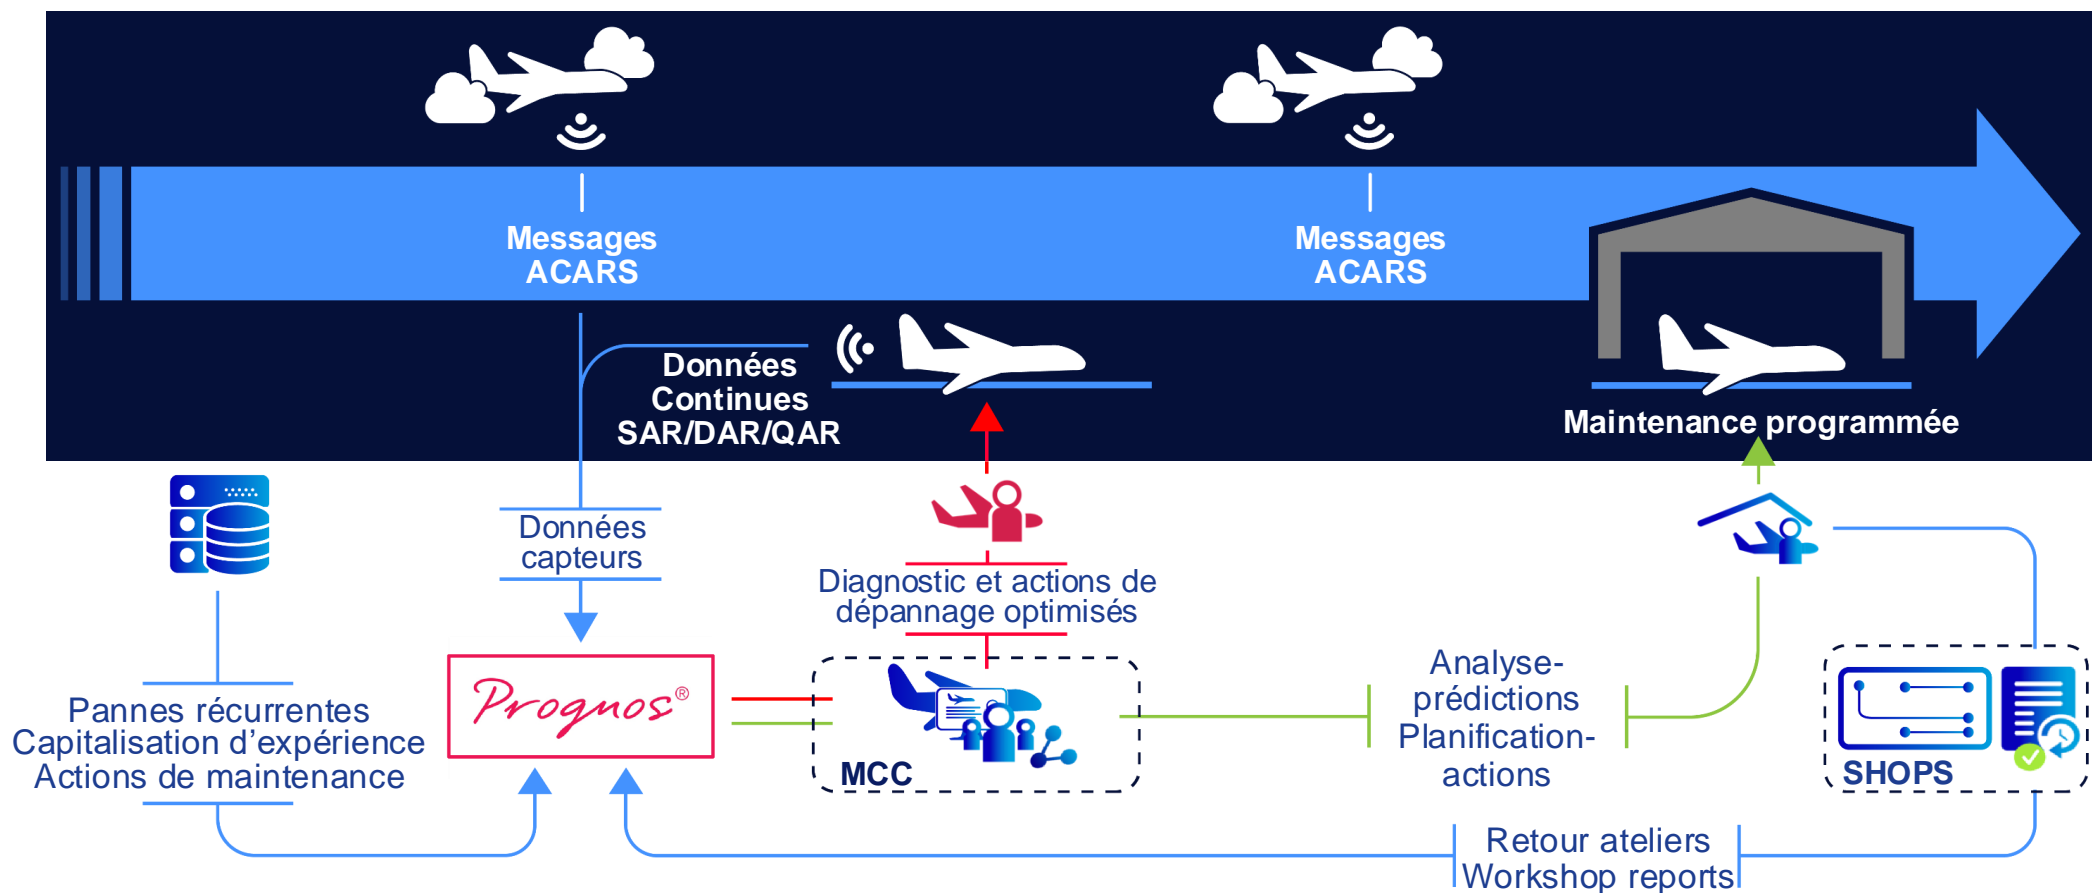 Messages
ACARS
Messages
ACARS
Données
Continues
SAR/DAR/QAR
Maintenance programmée
Données
capteurs
Diagnostic et actions de
dépannage optimisés
Pannes récurrentes
Capitalisation d’expérience
Actions de maintenance
Prognos®
MCC
Analyse-
prédictions
Planification-
actions
SHOPS
Retour ateliers
Workshop reports